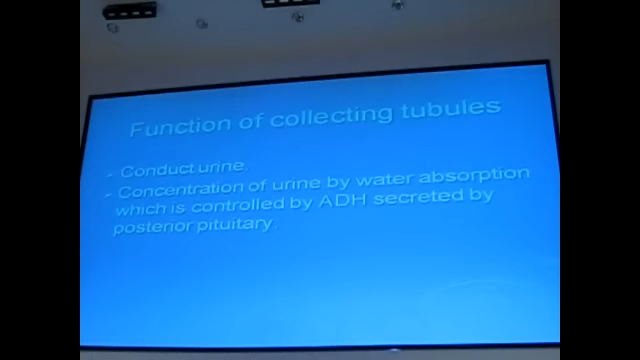 Function of collecting tubules
Conduct urine.
Concentration of urine by water absorption
which is controlled by ADH secreted by
posterior pituitary.